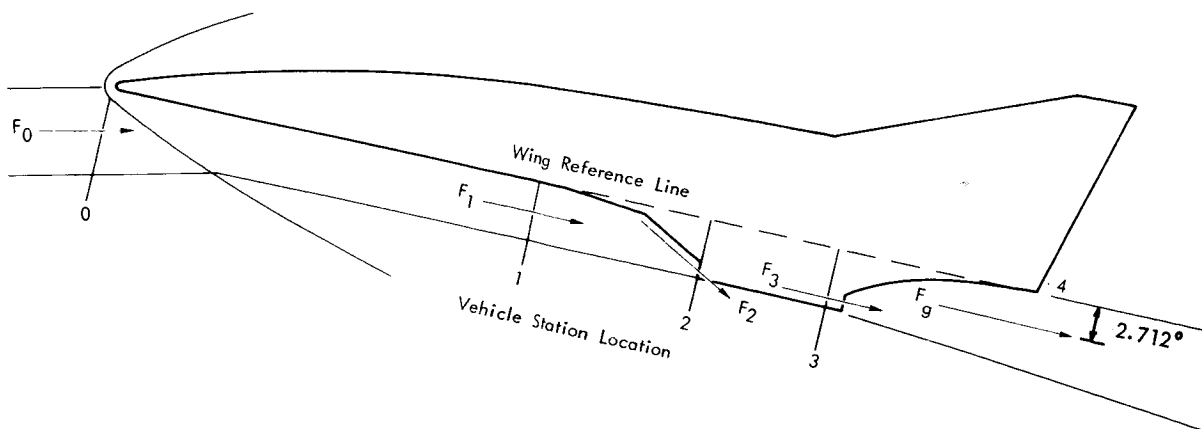 F0
0
Wing Reference Line
F1
1
Vehicle Station Location
F2
2
F3
3
Fg
4
2.712°